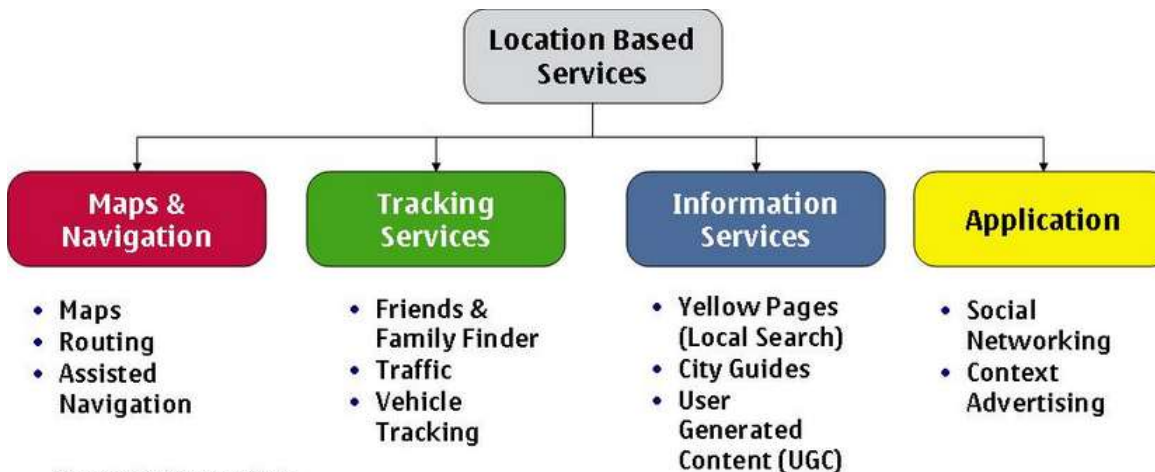 Location Based
Services
Maps &
Navigation
Tracking
Services
Information
Services
Application
• Maps
• Routing
• Assisted
Navigation
• Friends &
Family Finder
• Traffic
• Vehicle
Tracking
• Yellow Pages
(Local Search)
• City Guides
• User
Generated
Content (UGC)
• Social
Networking
• Context
Advertising